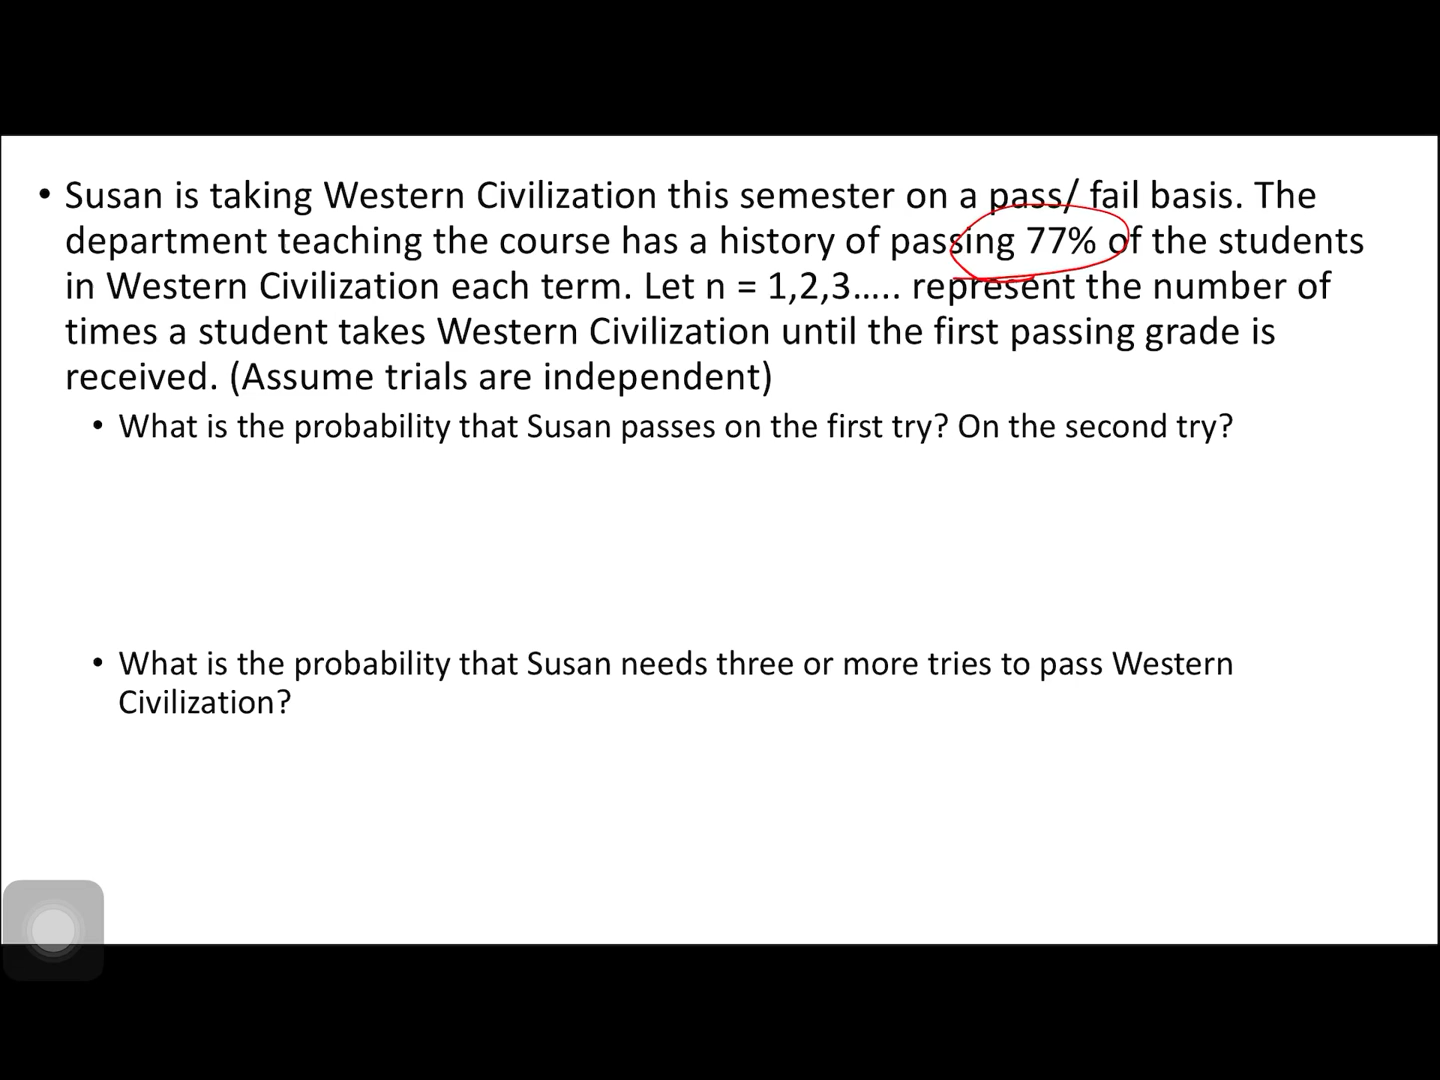 • Susan is taking Western Civilization this semester on a pass/ fail basis. The
department teaching the course has a history of passing 77% of the students
in Western Civilization each term. Let n = 1,2,3..... represent the number of
times a student takes Western Civilization until the first passing grade is
received. (Assume trials are independent)
• What is the probability that Susan passes on the first try? On the second try?
• What is the probability that Susan needs three or more tries to pass Western
Civilization?